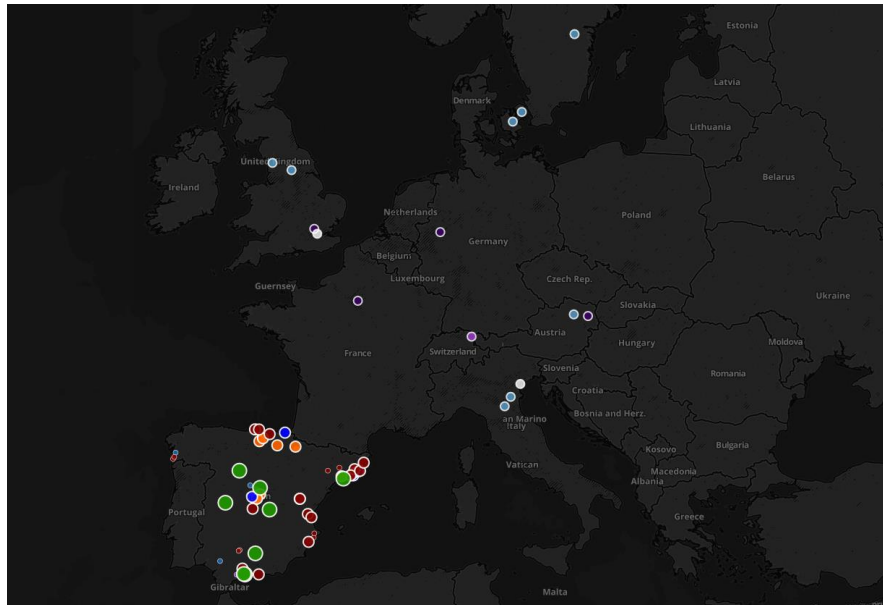 Estonia
Latvia
Denmark
Lithuania
United Kingdom
Belarus
Ireland
Netherlands
Poland
Germany
Belgium
Luxembourg
Czech Rep.
Guernsey
Slovakia
Ukraine
Austria
Hungary
Moldova
France
Switzerland
Slovenia
Romania
Croatia
an Marino
Bosnia and Herz.
Italy
Bulgaria
Kosovo
Vatican
Macedonia
Albania
Portugal
Greece
Gibraltar
Malta